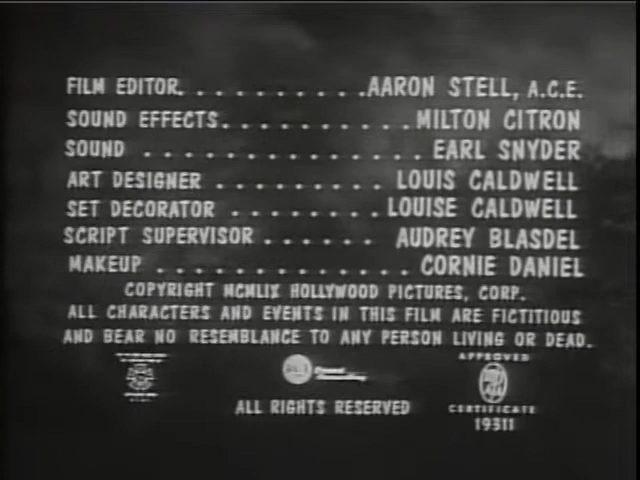 FILM EDITOR. . . . . . . . . .AARON STELL, A.C.E.
SOUND EFFECTS. . . . . . . . . .MILTON CITRON
SOUND . . . . . . . . . . . . . . . EARL SNYDER
ART DESIGNER . . . . . . . . . LOUIS CALDWELL
SET DECORATOR . . . . . . . . LOUISE CALDWELL
SCRIPT SUPERVISOR . . . . . . AUDREY BLASDEL
MAKEUP . . . . . . . . . . . . . . CORNIE DANIEL
COPYRIGHT MCMLIX HOLLYWOOD PICTURES, CORP.
ALL CHARACTERS AND EVENTS IN THIS FILM ARE FICTITIOUS
AND BEAR NO RESEMBLANCE TO ANY PERSON LIVING OR DEAD.
ALL RIGHTS RESERVED
APPROVED
CERTIFICATE
19311